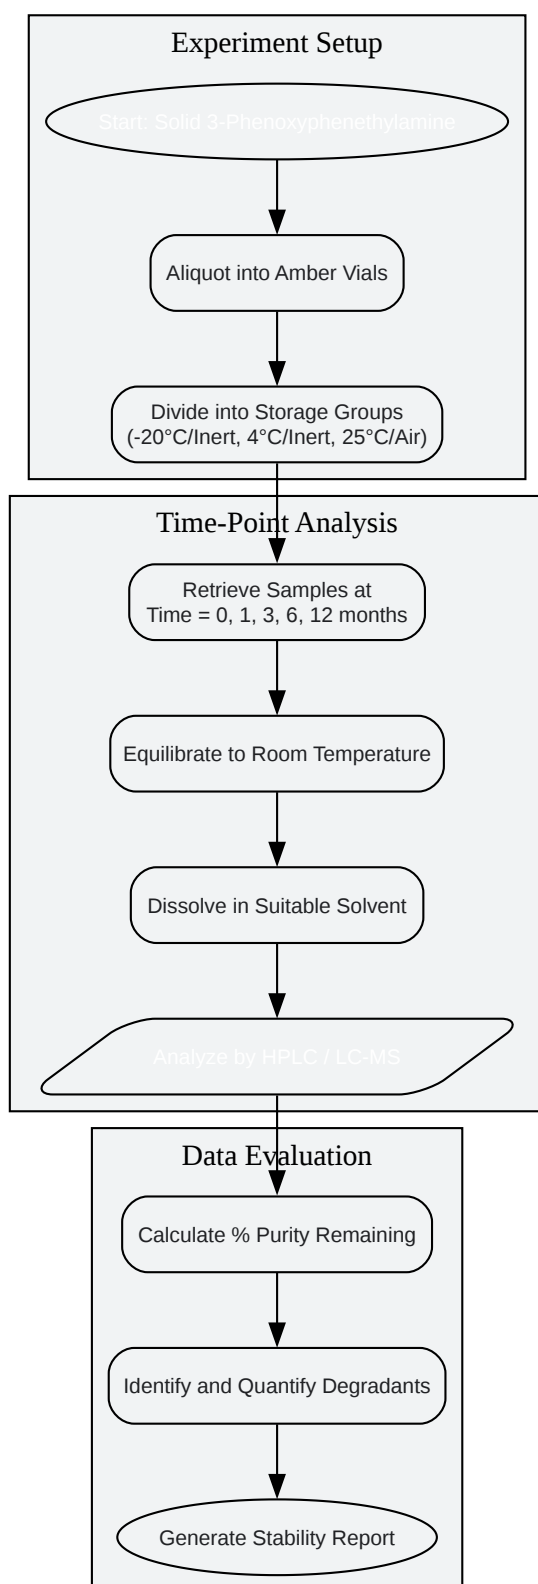 Experiment Setup
Start: Solid 3-Phenoxyphenethylamine
Aliquot into Amber Vials
Divide into Storage Groups
(-20°C/Inert, 4°C/Inert, 25°C/Air)
Time-Point Analysis
Retrieve Samples at
Time = 0, 1, 3, 6, 12 months
Equilibrate to Room Temperature
Dissolve in Suitable Solvent
Analyze by HPLC / LC-MS
Data Evaluation
Calculate % Purity Remaining
Identify and Quantify Degradants
Generate Stability Report